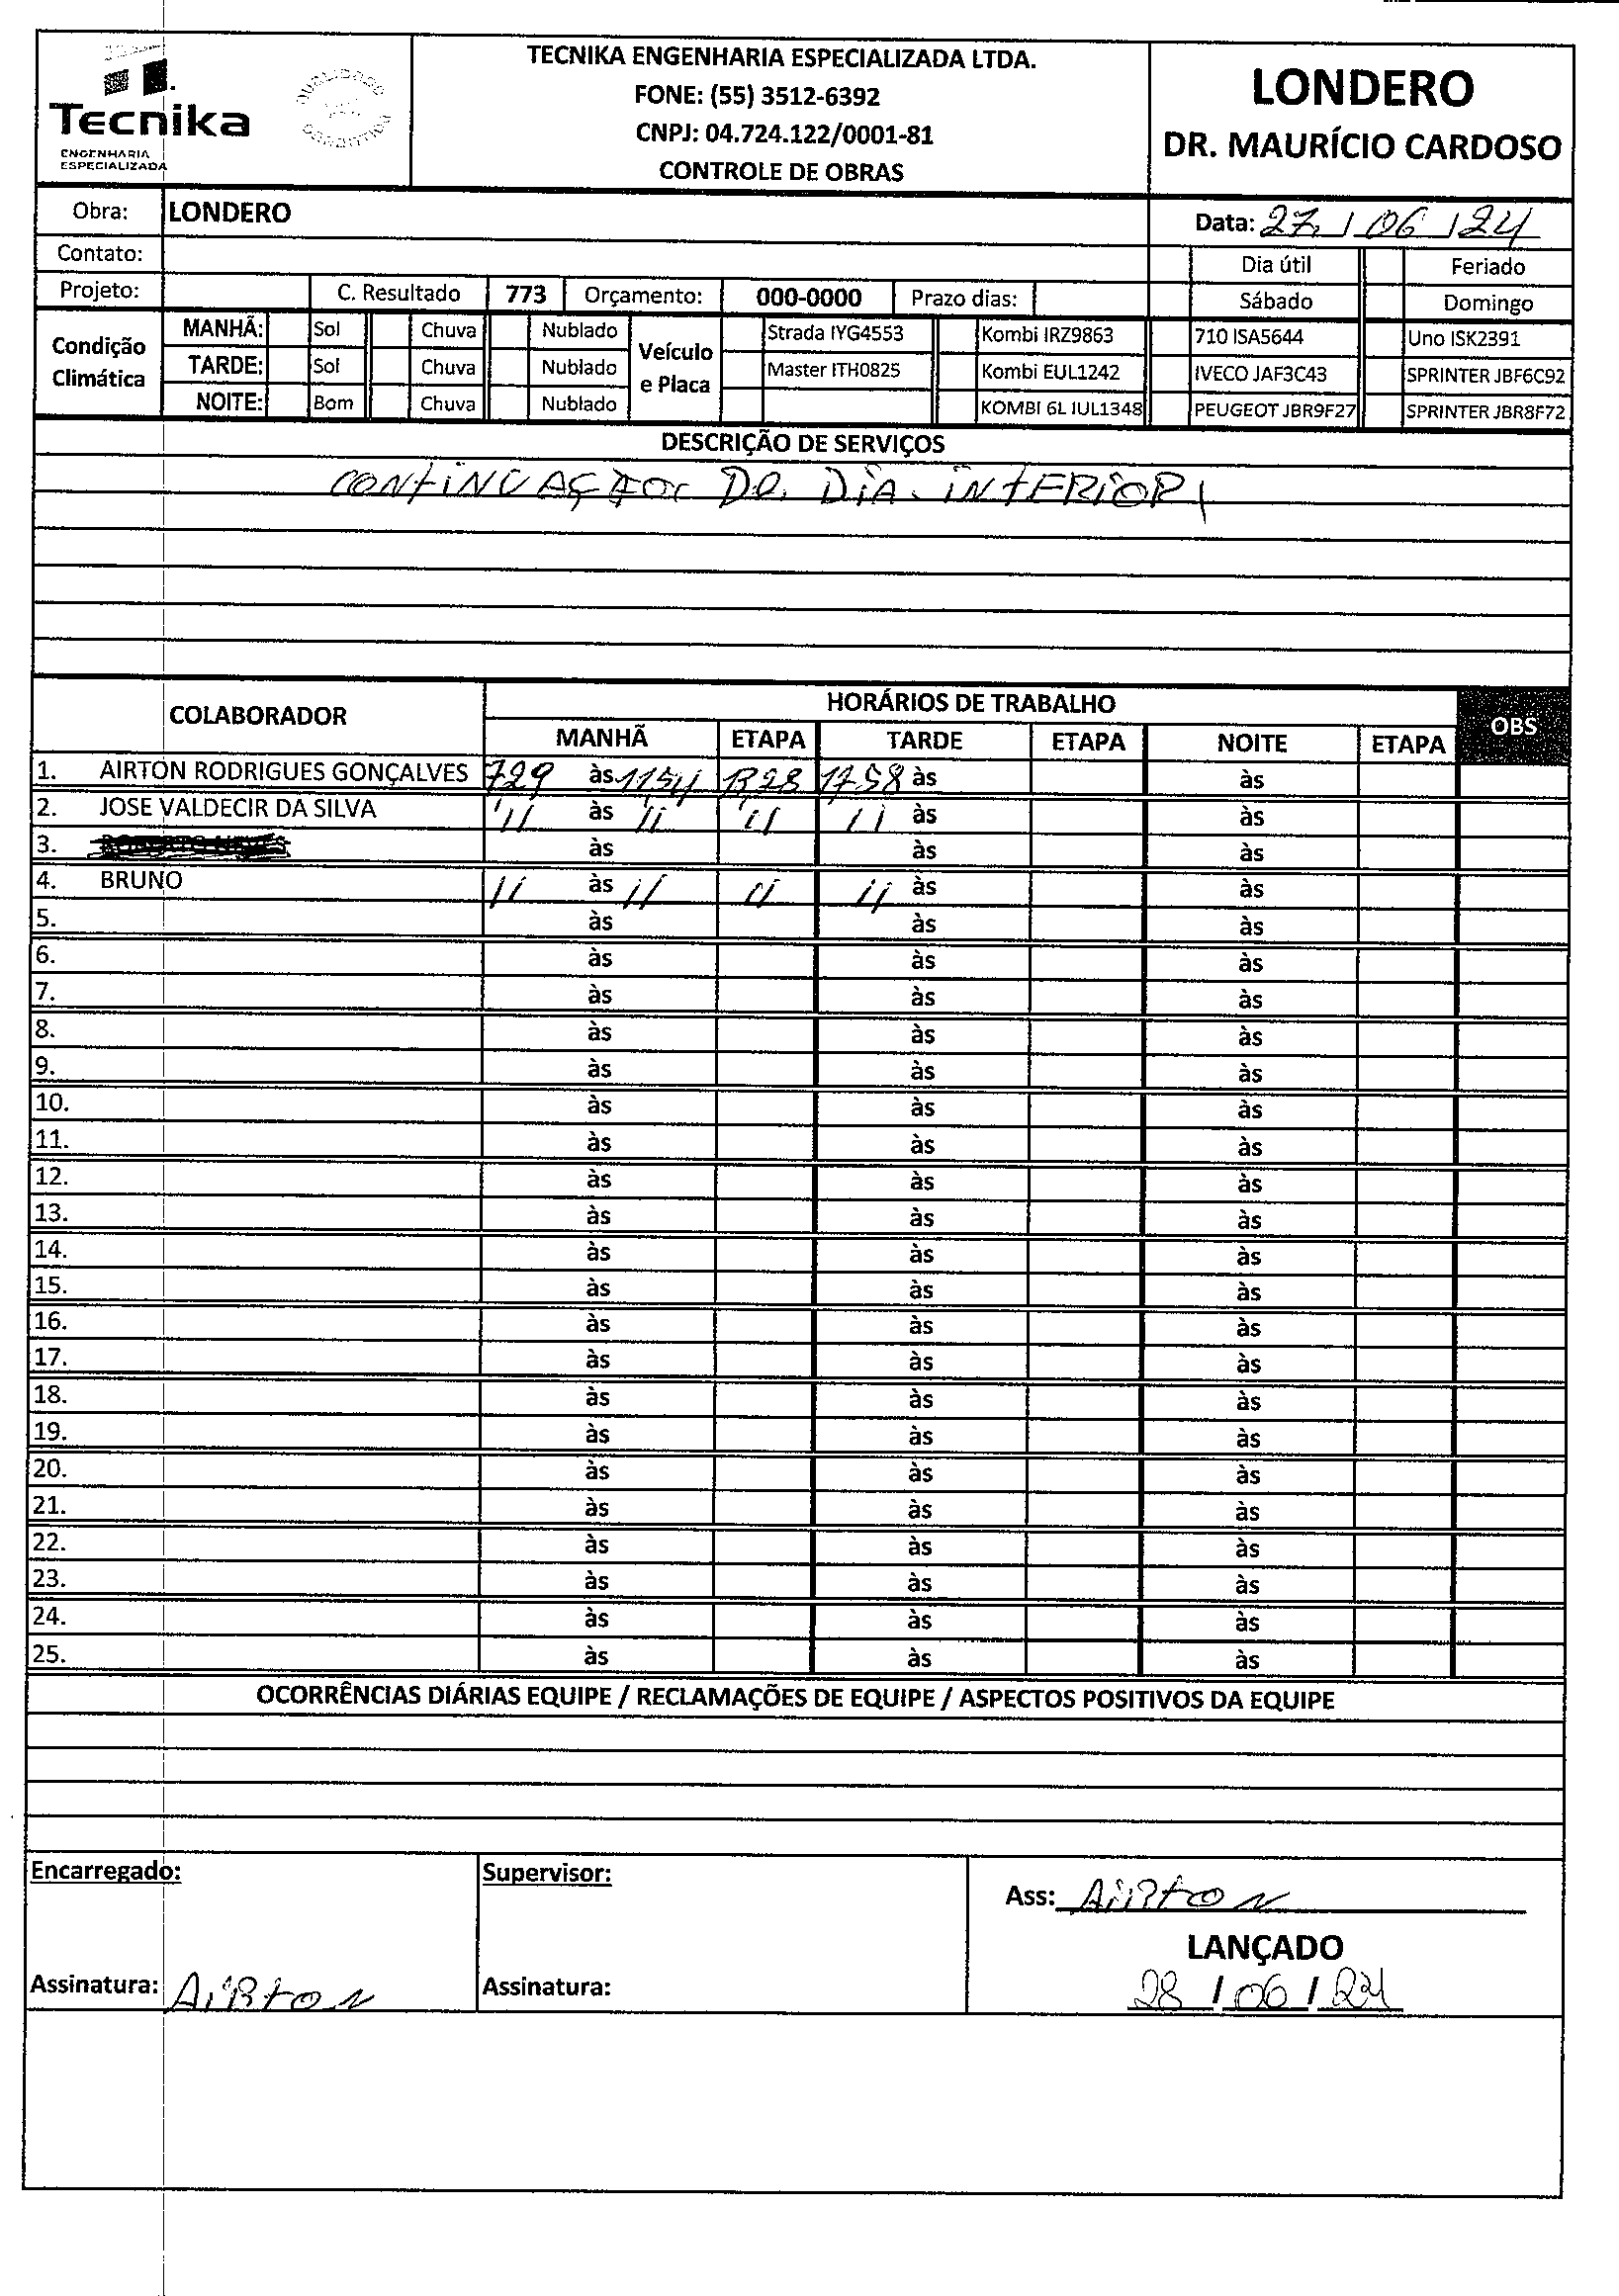 TECNIKA ENGENHARIA ESPECIALIZADA LTDA.
FONE: (55) 3512-6392
CNPJ: 04.724.122/0001-81
CONTROLE DE OBRAS
Tecnika
ENGENHARIA
ESPECIALIZADA
LONDERO
DR. MAURÍCIO CARDOSO
Obra: LONDERO
Data: 27 / 06 / 24
Contato:
Dia útil Feriado
Projeto: C. Resultado 773 Orçamento: 000-0000 Prazo dias: Sábado Domingo
Condição Climática
MANHÃ: Sol Chuva Nublado
TARDE: Sol Chuva Nublado
NOITE: Bom Chuva Nublado
Veículo e Placa
Strada IYG4553 Kombi IRZ9863 710 ISA5644 Uno ISK2391
Master ITH0825 Kombi EUL1242 IVECO JAF3C43 SPRINTER JBF6C92
KOMBI 6L IUL1348 PEUGEOT JBR9F27 SPRINTER JBR8F72
DESCRIÇÃO DE SERVIÇOS
DO DIA INTERIOR
COLABORADOR HORÁRIOS DE TRABALHO OBS
MANHÃ ETAPA TARDE ETAPA NOITE ETAPA
1. AIRTON RODRIGUES GONÇALVES 729 às 1154 1328 1758 às às
2. JOSE VALDECIR DA SILVA '' às '' '' '' às às
3. às às às
4. BRUNO '' às '' '' '' às às
5. às às às
6. às às às
7. às às às
8. às às às
9. às às às
10. às às às
11. às às às
12. às às às
13. às às às
14. às às às
15. às às às
16. às às às
17. às às às
18. às às às
19. às às às
20. às às às
21. às às às
22. às às às
23. às às às
24. às às às
25. às às às
OCORRÊNCIAS DIÁRIAS EQUIPE / RECLAMAÇÕES DE EQUIPE / ASPECTOS POSITIVOS DA EQUIPE
Encarregado: Supervisor:
Ass: AiRton
LANÇADO
Assinatura: AiRton Assinatura: 28 / 06 / 24